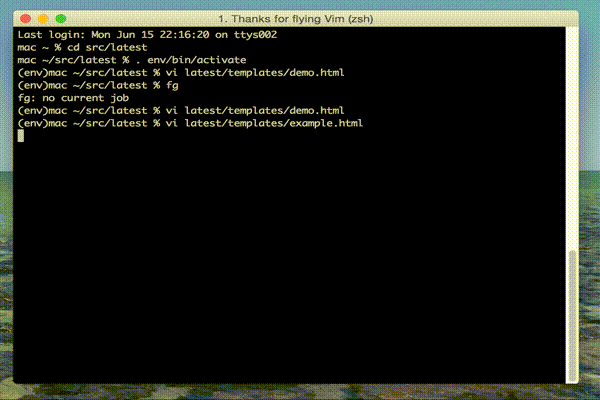 1. Thanks for flying Vim (zsh)
Last login: Mon Jun 15 22:16:20 on ttys002
mac ~ % cd src/latest
mac ~/src/latest % . env/bin/activate
(env)mac ~/src/latest % vi latest/templates/demo.html
(env)mac ~/src/latest % fg
fg: no current job
(env)mac ~/src/latest % vi latest/templates/demo.html
(env)mac ~/src/latest % vi latest/templates/example.html